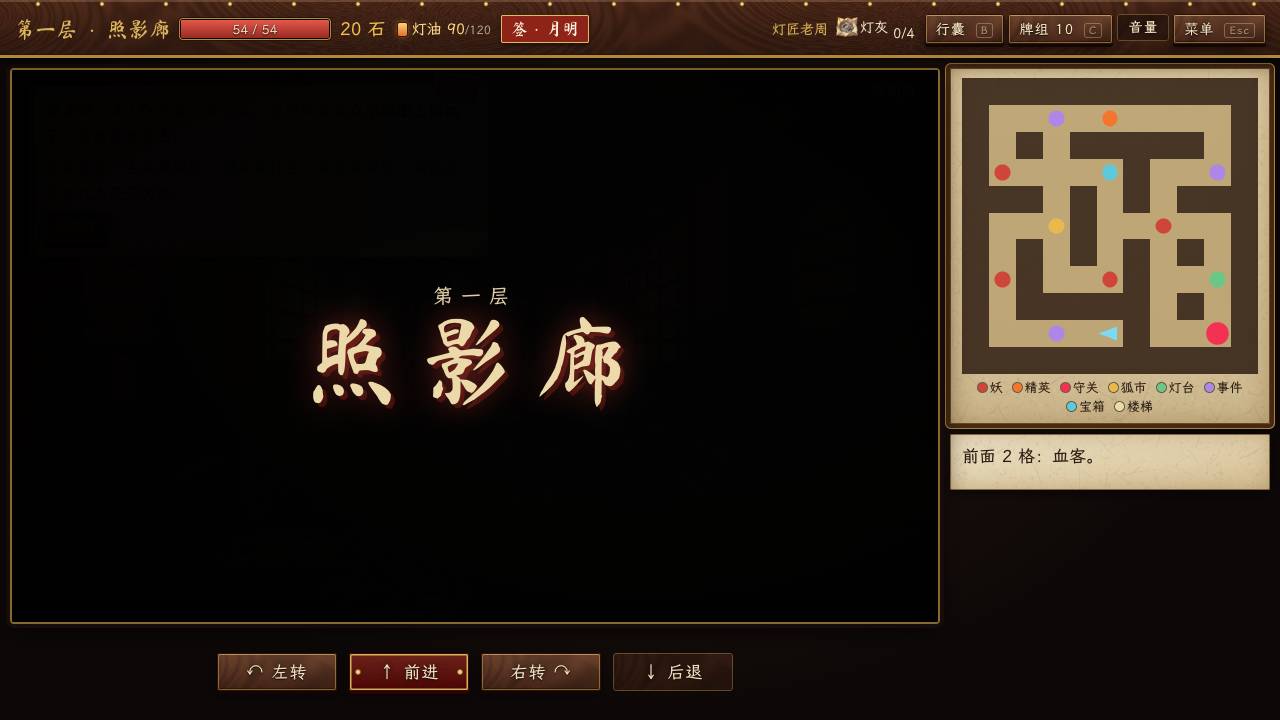 第一层 · 照影廊
54 / 54
20 石
灯油 90/120
签 · 月明
灯匠老周
灯灰 0/4
行囊 B
牌组 10 C
音量
菜单 Esc
第一层
照影廊
妖 精英 守关 狐市 灯台 事件
宝箱 楼梯
前面 2 格：血客。
↶ 左转
↑ 前进
右转 ↷
↓ 后退